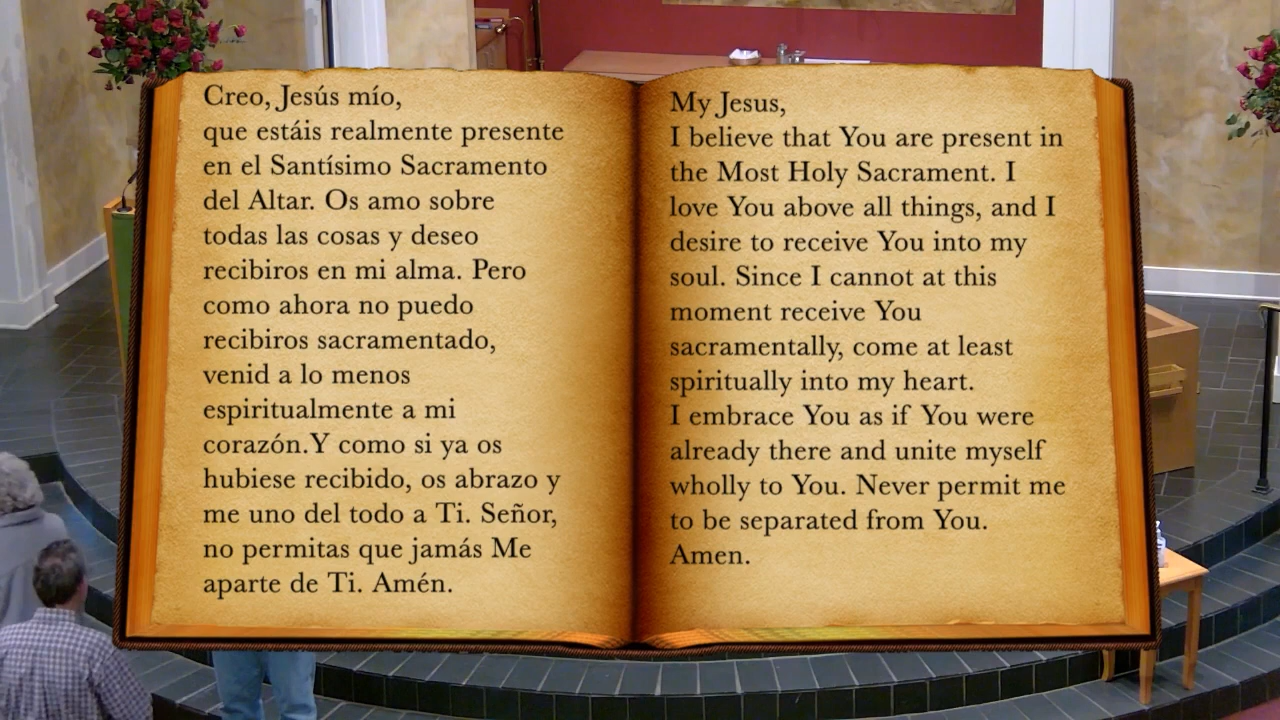 Creo, Jesús mío,
que estáis realmente presente
en el Santísimo Sacramento
del Altar. Os amo sobre
todas las cosas y deseo
recibiros en mi alma. Pero
como ahora no puedo
recibiros sacramentado,
venid a lo menos
espiritualmente a mi
corazón.Y como si ya os
hubiese recibido, os abrazo y
me uno del todo a Ti. Señor,
no permitas que jamás Me
aparte de Ti. Amén.
My Jesus,
I believe that You are present in
the Most Holy Sacrament. I
love You above all things, and I
desire to receive You into my
soul. Since I cannot at this
moment receive You
sacramentally, come at least
spiritually into my heart.
I embrace You as if You were
already there and unite myself
wholly to You. Never permit me
to be separated from You.
Amen.